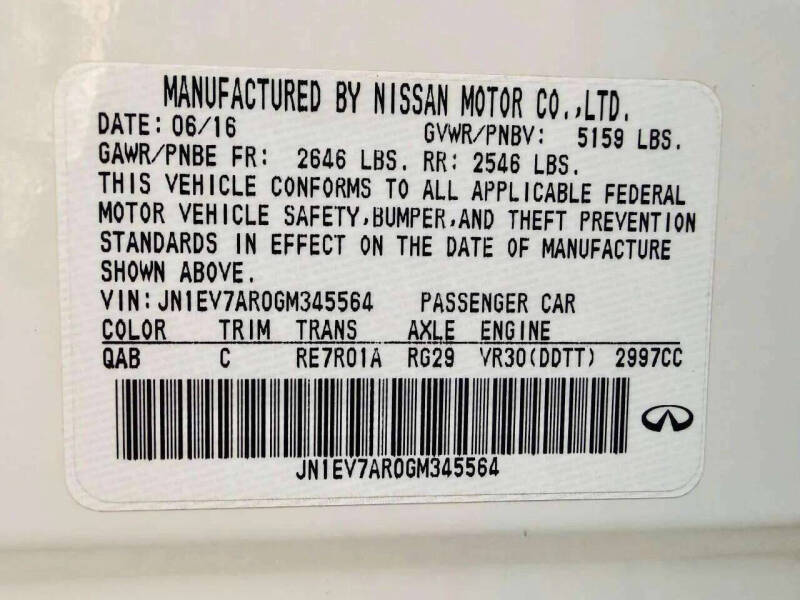 MANUFACTURED BY NISSAN MOTOR CO.,LTD.
DATE: 06/16 GVWR/PNBV: 5159 LBS.
GAWR/PNBE FR: 2646 LBS. RR: 2546 LBS.
THIS VEHICLE CONFORMS TO ALL APPLICABLE FEDERAL
MOTOR VEHICLE SAFETY,BUMPER,AND THEFT PREVENTION
STANDARDS IN EFFECT ON THE DATE OF MANUFACTURE
SHOWN ABOVE.
VIN: JN1EV7AR0GM345564 PASSENGER CAR
COLOR TRIM TRANS AXLE ENGINE
QAB C RE7R01A RG29 VR30(DDTT) 2997CC
JN1EV7AR0GM345564